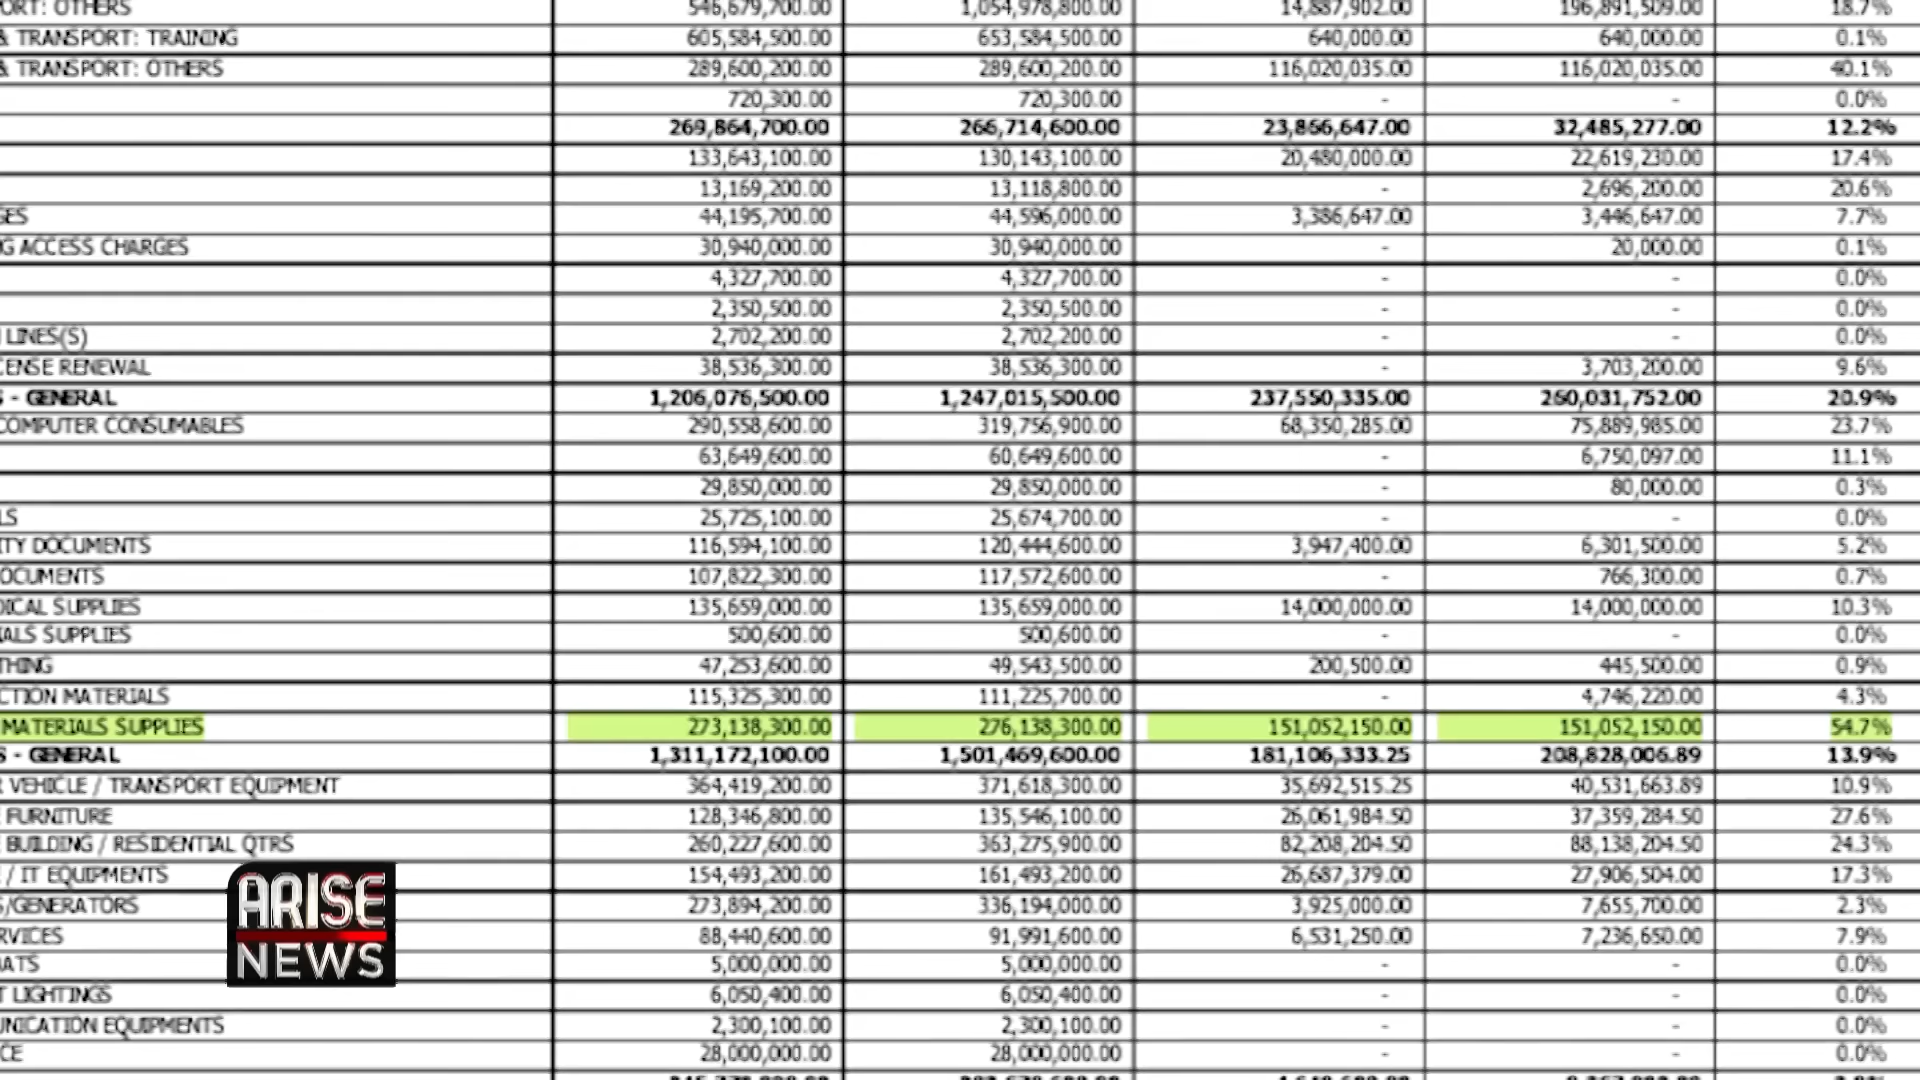 ORT: OTHERS 546,679,700.00 1,054,978,800.00 14,887,902.00 196,891,509.00 18.7%
& TRANSPORT: TRAINING 605,584,500.00 653,584,500.00 640,000.00 640,000.00 0.1%
& TRANSPORT: OTHERS 289,600,200.00 289,600,200.00 116,020,035.00 116,020,035.00 40.1%
720,300.00 720,300.00 - - 0.0%
269,864,700.00 266,714,600.00 23,866,647.00 32,485,277.00 12.2%
133,643,100.00 130,143,100.00 20,480,000.00 22,619,230.00 17.4%
13,169,200.00 13,118,800.00 - 2,696,200.00 20.6%
GES 44,195,700.00 44,596,000.00 3,386,647.00 3,446,647.00 7.7%
G ACCESS CHARGES 30,940,000.00 30,940,000.00 - 20,000.00 0.1%
4,327,700.00 4,327,700.00 - - 0.0%
2,350,500.00 2,350,500.00 - - 0.0%
LINES(S) 2,702,200.00 2,702,200.00 - - 0.0%
CENSE RENEWAL 38,536,300.00 38,536,300.00 - 3,703,200.00 9.6%
S - GENERAL 1,206,076,500.00 1,247,015,500.00 237,550,335.00 260,031,752.00 20.9%
COMPUTER CONSUMABLES 290,558,600.00 319,756,900.00 68,350,285.00 75,889,985.00 23.7%
63,649,600.00 60,649,600.00 - 6,750,097.00 11.1%
29,850,000.00 29,850,000.00 - 80,000.00 0.3%
LS 25,725,100.00 25,674,700.00 - - 0.0%
ITY DOCUMENTS 116,594,100.00 120,444,600.00 3,947,400.00 6,301,500.00 5.2%
OCUMENTS 107,822,300.00 117,572,600.00 - 766,300.00 0.7%
DICAL SUPPLIES 135,659,000.00 135,659,000.00 14,000,000.00 14,000,000.00 10.3%
IALS SUPPLIES 500,600.00 500,600.00 - - 0.0%
THING 47,253,600.00 49,543,500.00 200,500.00 445,500.00 0.9%
CTION MATERIALS 115,325,300.00 111,225,700.00 - 4,746,220.00 4.3%
MATERIALS SUPPLIES 273,138,300.00 276,138,300.00 151,052,150.00 151,052,150.00 54.7%
S - GENERAL 1,311,172,100.00 1,501,469,600.00 181,106,333.25 208,828,006.89 13.9%
R VEHICLE / TRANSPORT EQUIPMENT 364,419,200.00 371,618,300.00 35,692,515.25 40,531,663.89 10.9%
FURNITURE 128,346,800.00 135,546,100.00 26,061,984.50 37,359,284.50 27.6%
BUILDING / RESIDENTIAL QTRS 260,227,600.00 363,275,900.00 82,208,204.50 88,138,204.50 24.3%
/ IT EQUIPMENTS 154,493,200.00 161,493,200.00 26,687,379.00 27,906,504.00 17.3%
S/GENERATORS 273,894,200.00 336,194,000.00 3,925,000.00 7,655,700.00 2.3%
RVICES 88,440,600.00 91,991,600.00 6,531,250.00 7,236,650.00 7.9%
ATS 5,000,000.00 5,000,000.00 - - 0.0%
T LIGHTINGS 6,050,400.00 6,050,400.00 - - 0.0%
UNICATION EQUIPMENTS 2,300,100.00 2,300,100.00 - - 0.0%
CE 28,000,000.00 28,000,000.00 - - 0.0%
ARISE
NEWS